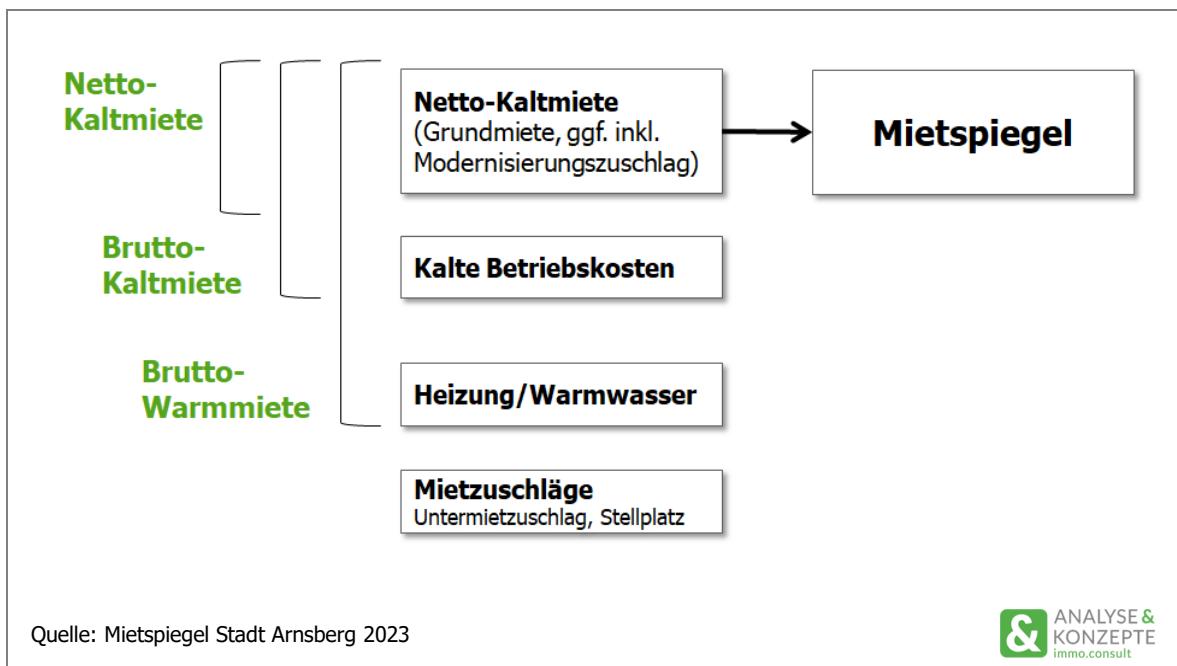 Netto-
Kaltmiete
Brutto-
Kaltmiete
Brutto-
Warmmiete
Netto-Kaltmiete
(Grundmiete, ggf. inkl.
Modernisierungszuschlag)
Mietspiegel
Kalte Betriebskosten
Heizung/Warmwasser
Mietzuschläge
Untermietzuschlag, Stellplatz
Quelle: Mietspiegel Stadt Arnsberg 2023
&
ANALYSE &
KONZEPTE
immo.consult